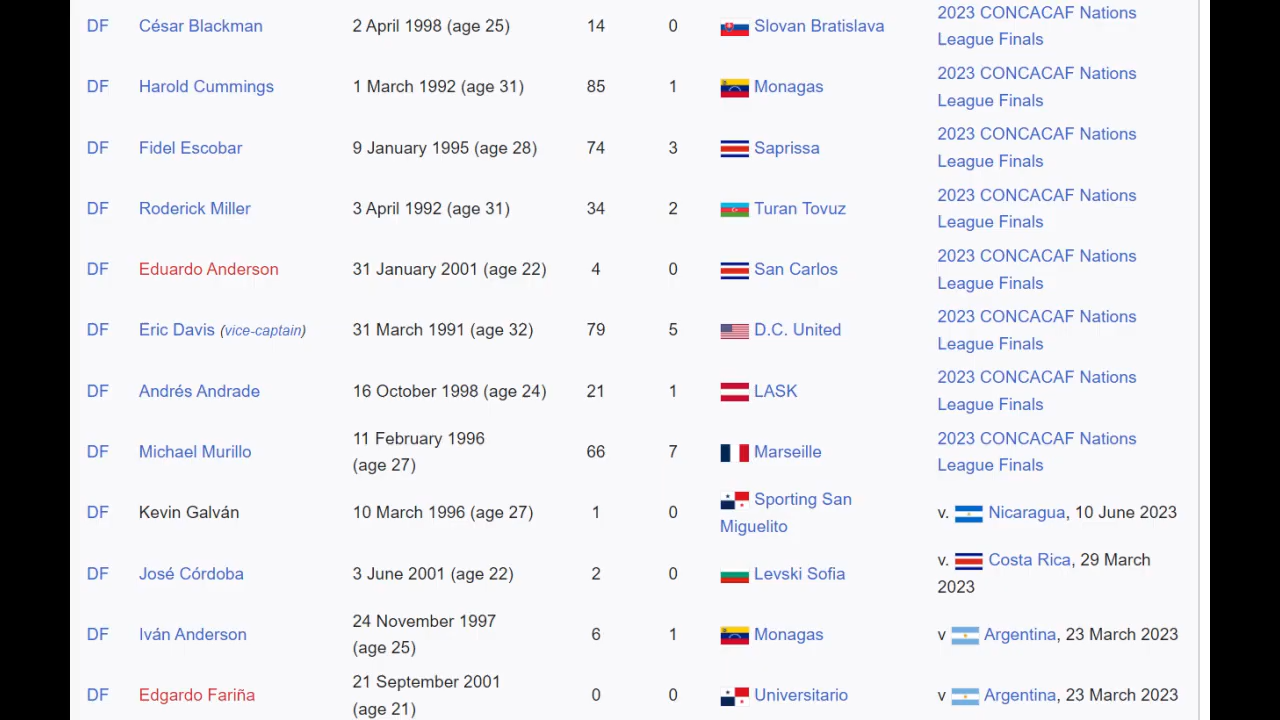 DF César Blackman 2 April 1998 (age 25) 14 0 Slovan Bratislava 2023 CONCACAF Nations
League Finals
DF Harold Cummings 1 March 1992 (age 31) 85 1 Monagas 2023 CONCACAF Nations
League Finals
DF Fidel Escobar 9 January 1995 (age 28) 74 3 Saprissa 2023 CONCACAF Nations
League Finals
DF Roderick Miller 3 April 1992 (age 31) 34 2 Turan Tovuz 2023 CONCACAF Nations
League Finals
DF Eduardo Anderson 31 January 2001 (age 22) 4 0 San Carlos 2023 CONCACAF Nations
League Finals
DF Eric Davis (vice-captain) 31 March 1991 (age 32) 79 5 D.C. United 2023 CONCACAF Nations
League Finals
DF Andrés Andrade 16 October 1998 (age 24) 21 1 LASK 2023 CONCACAF Nations
League Finals
DF Michael Murillo 11 February 1996
(age 27) 66 7 Marseille 2023 CONCACAF Nations
League Finals
DF Kevin Galván 10 March 1996 (age 27) 1 0 Sporting San
Miguelito v. Nicaragua, 10 June 2023
DF José Córdoba 3 June 2001 (age 22) 2 0 Levski Sofia v. Costa Rica, 29 March
2023
DF Iván Anderson 24 November 1997
(age 25) 6 1 Monagas v Argentina, 23 March 2023
DF Edgardo Fariña 21 September 2001
(age 21) 0 0 Universitario v Argentina, 23 March 2023